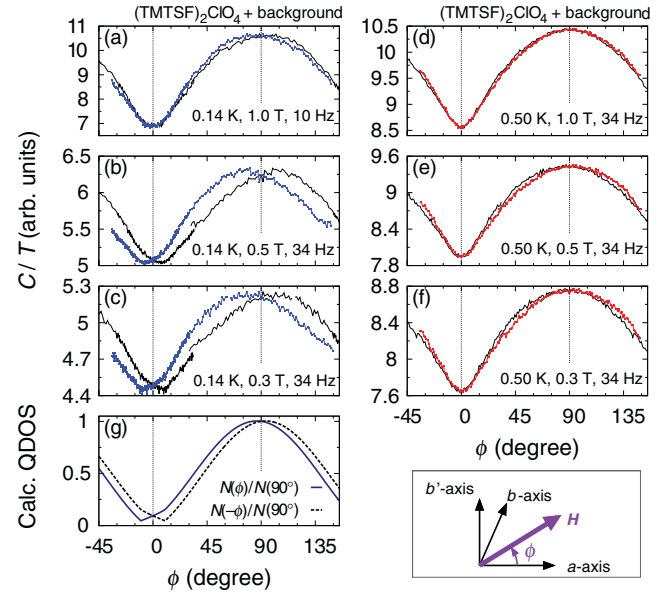 (TMTSF)2ClO4 + background
(TMTSF)2ClO4 + background
C / T (arb. units)
Calc. QDOS
(a)
11
10
9
8
7
0.14 K, 1.0 T, 10 Hz
(d)
10.5
10
9.5
9
8.5
0.50 K, 1.0 T, 34 Hz
(b)
6.5
6
5.5
5
0.14 K, 0.5 T, 34 Hz
(e)
9.6
9
8.4
7.8
0.50 K, 0.5 T, 34 Hz
(c)
5.3
5
4.7
4.4
0.14 K, 0.3 T, 34 Hz
(f)
8.8
8.4
8
7.6
0.50 K, 0.3 T, 34 Hz
-45 0 45 90 135
ϕ (degree)
(g)
1
0.5
0
N(ϕ)/N(90°)
N(-ϕ)/N(90°)
-45 0 45 90 135
ϕ (degree)
b'-axis
b-axis
H
ϕ
a-axis